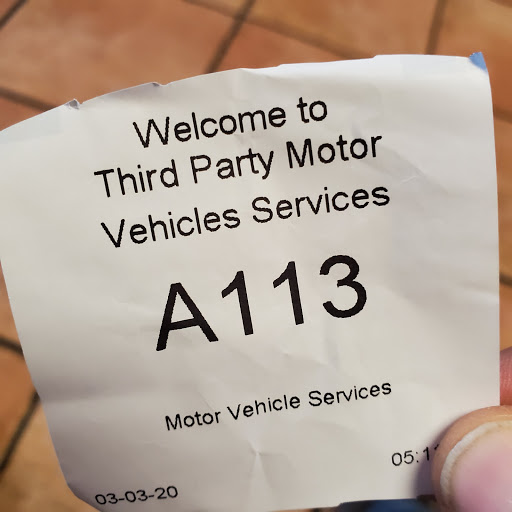 Welcome to
Third Party Motor
Vehicles Services
A113
Motor Vehicle Services
03-03-20